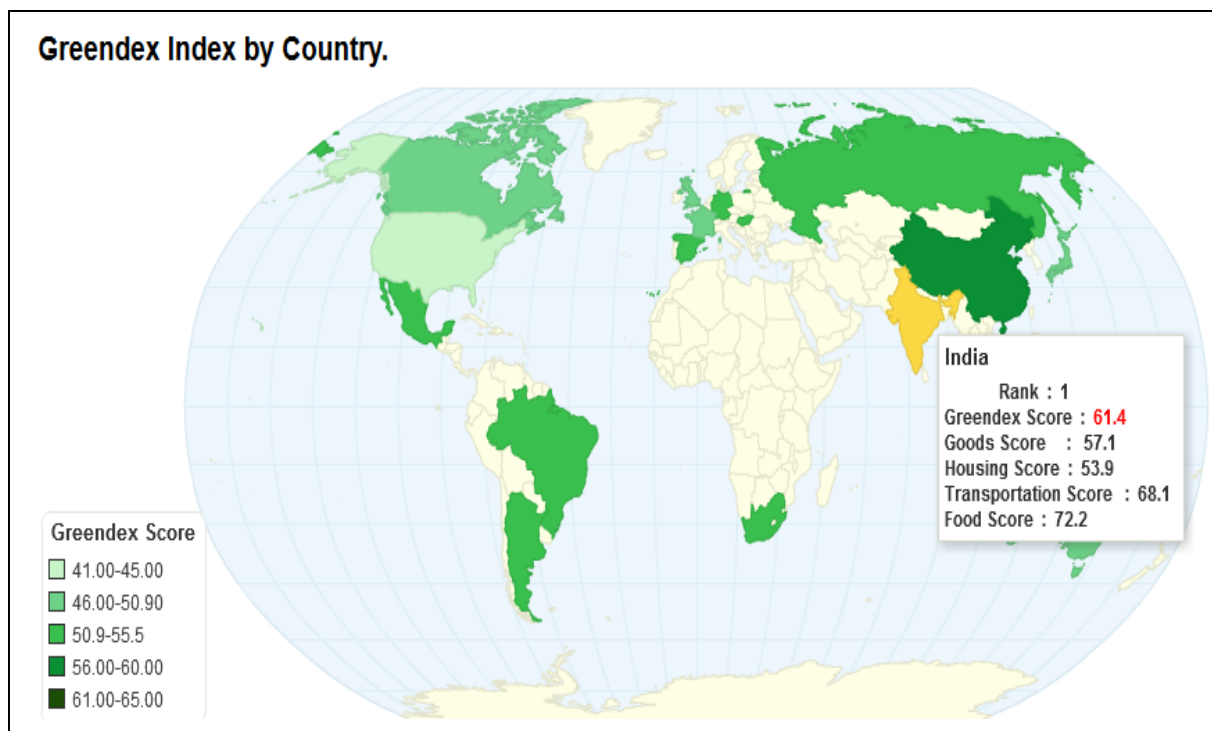 Greendex Index by Country.
India
Rank : 1
Greendex Score : 61.4
Goods Score : 57.1
Housing Score : 53.9
Transportation Score : 68.1
Food Score : 72.2
Greendex Score
41.00-45.00
46.00-50.90
50.9-55.5
56.00-60.00
61.00-65.00